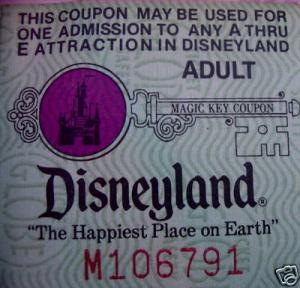 THIS COUPON MAY BE USED FOR
ONE ADMISSION TO ANY A THRU
E ATTRACTION IN DISNEYLAND
ADULT
MAGIC KEY COUPON
Disneyland®
"The Happiest Place on Earth"
M106791